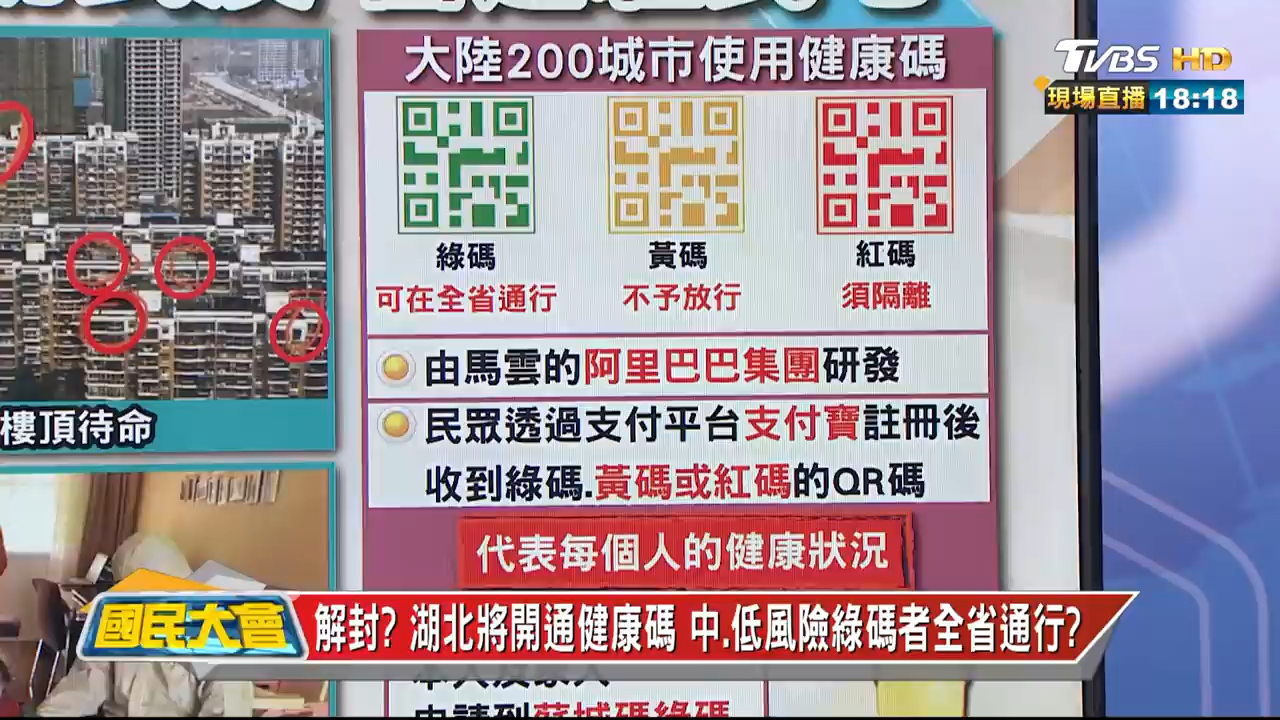 大陸200城市使用健康碼
TVBS HD
現場直播 18:18
綠碼
黃碼
紅碼
可在全省通行
不予放行
須隔離
由馬雲的阿里巴巴集團研發
民眾透過支付平台支付寶註冊後
收到綠碼.黃碼或紅碼的QR碼
樓頂待命
代表每個人的健康狀況
國民大會
解封? 湖北將開通健康碼 中.低風險綠碼者全省通行?